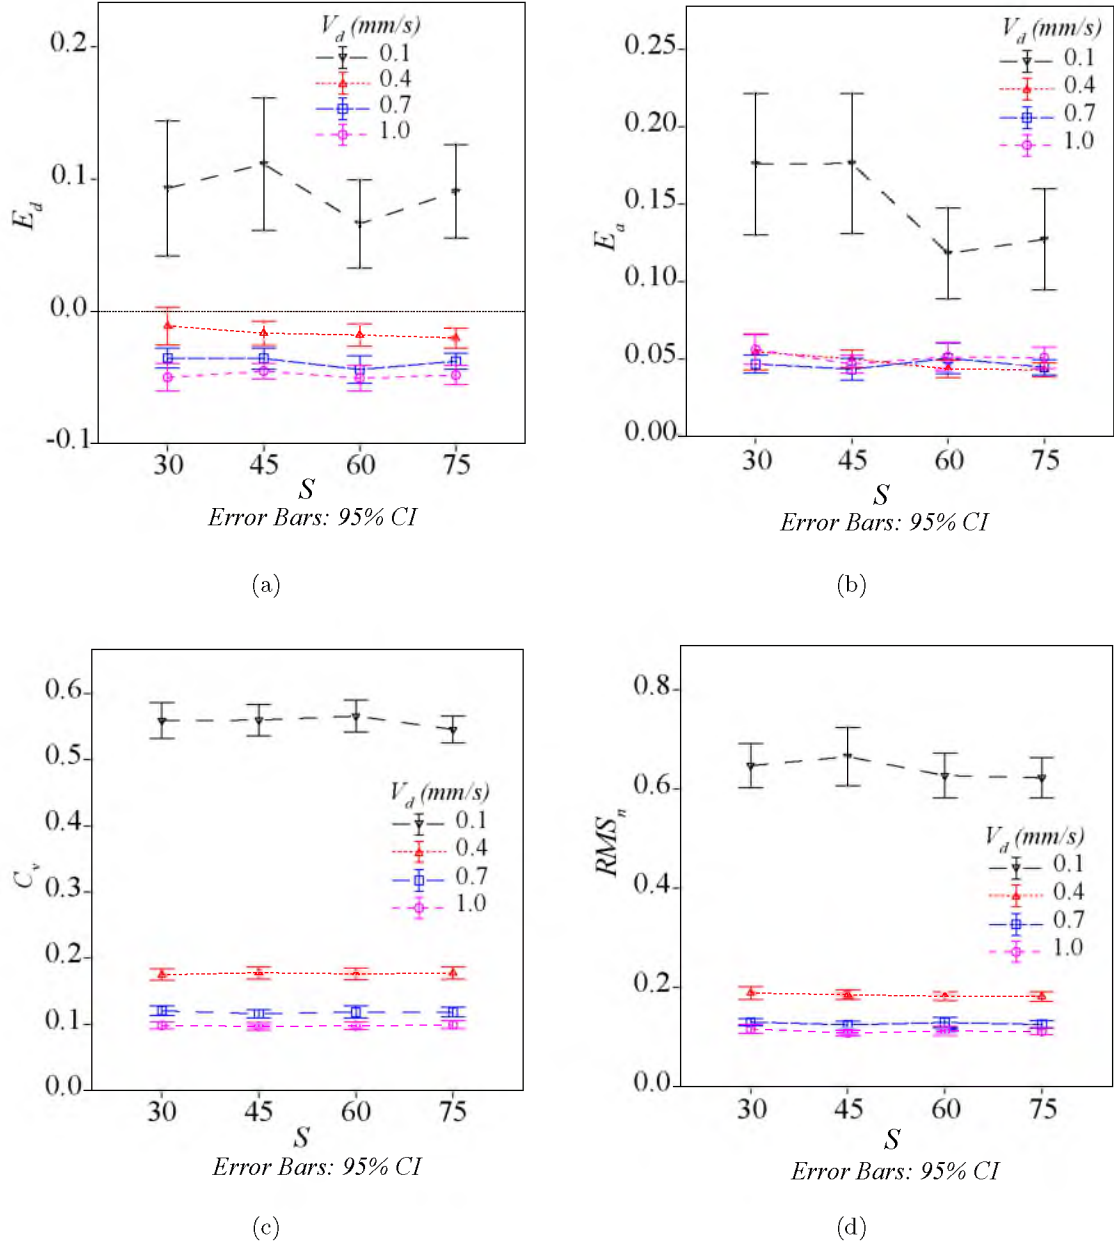 V_d (mm/s)
0.1
0.4
0.7
1.0
0.2
0.1
0.0
-0.1
E_d
30 45 60 75
S
Error Bars: 95% CI
(a)
V_d (mm/s)
0.1
0.4
0.7
1.0
0.25
0.20
0.15
0.10
0.05
0.00
E_a
30 45 60 75
S
Error Bars: 95% CI
(b)
0.6
0.5
0.4
0.3
0.2
0.1
0.0
C_v
V_d (mm/s)
0.1
0.4
0.7
1.0
30 45 60 75
S
Error Bars: 95% CI
(c)
0.8
0.6
0.4
0.2
0.0
RMS_n
V_d (mm/s)
0.1
0.4
0.7
1.0
30 45 60 75
S
Error Bars: 95% CI
(d)